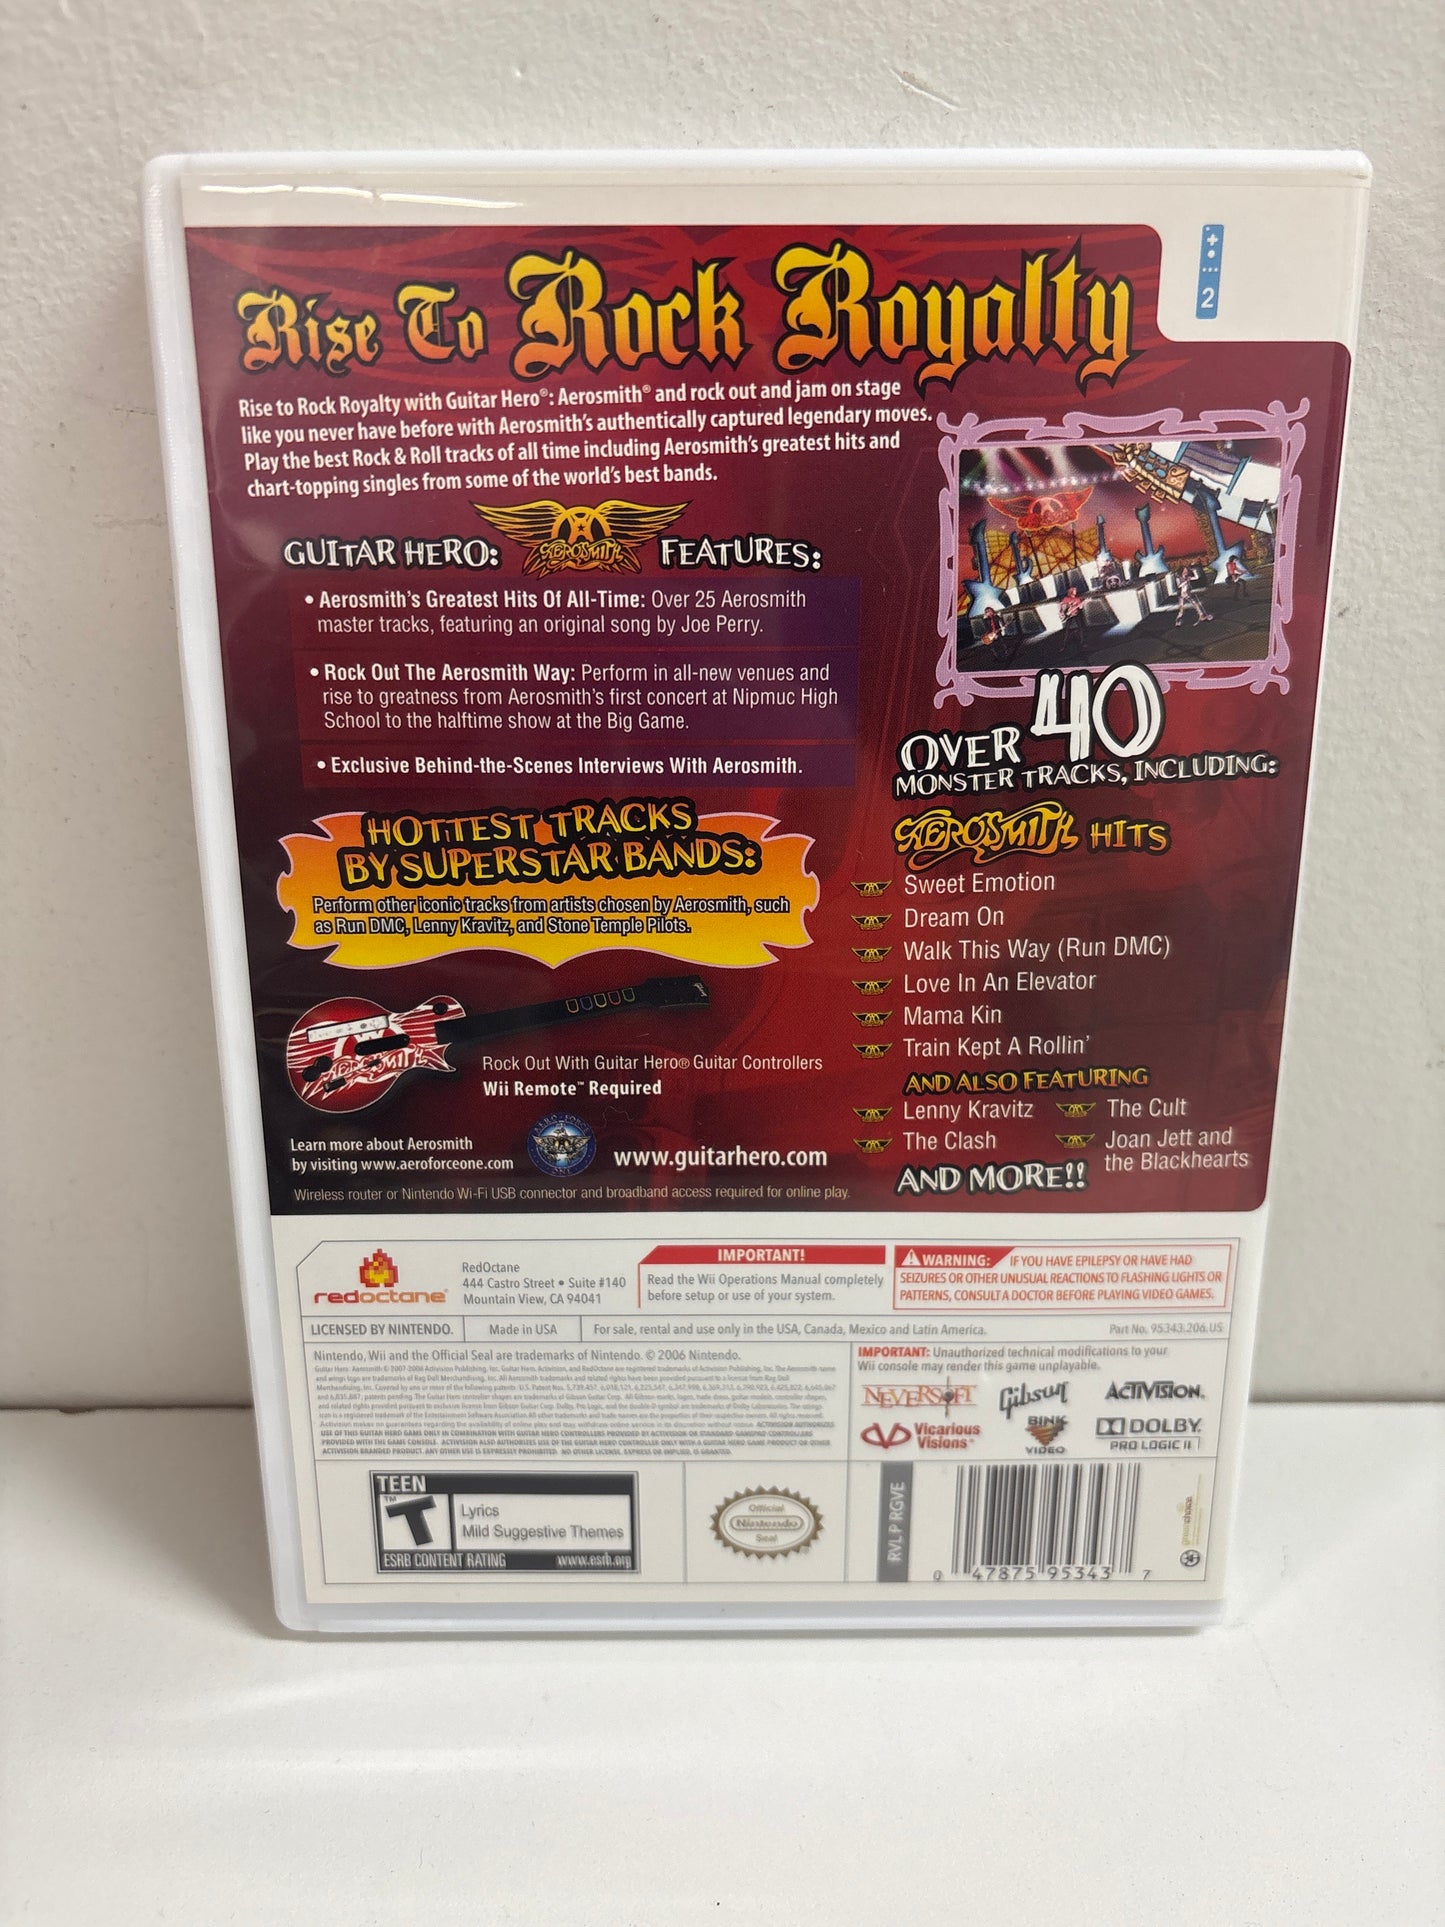 2
Rise To Rock Royalty
Rise to Rock Royalty with Guitar Hero®: Aerosmith® and rock out and jam on stage
like you never have before with Aerosmith's authentically captured legendary moves.
Play the best Rock & Roll tracks of all time including Aerosmith's greatest hits and
chart-topping singles from some of the world's best bands.
GUITAR HERO: AEROSMITH FEATURES:
• Aerosmith's Greatest Hits Of All-Time: Over 25 Aerosmith
master tracks, featuring an original song by Joe Perry.
• Rock Out The Aerosmith Way: Perform in all-new venues and
rise to greatness from Aerosmith's first concert at Nipmuc High
School to the halftime show at the Big Game.
• Exclusive Behind-the-Scenes Interviews With Aerosmith.
HOTTEST TRACKS
BY SUPERSTAR BANDS:
Perform other iconic tracks from artists chosen by Aerosmith, such
as Run DMC, Lenny Kravitz, and Stone Temple Pilots.
AEROSMITH
Rock Out With Guitar Hero® Guitar Controllers
Wii Remote™ Required
Learn more about Aerosmith
by visiting www.aeroforceone.com
AERO FORCE
ONE
www.guitarhero.com
Wireless router or Nintendo Wi-Fi USB connector and broadband access required for online play.
OVER 40
MONSTER TRACKS, INCLUDING:
AEROSMITH HITS
Sweet Emotion
Dream On
Walk This Way (Run DMC)
Love In An Elevator
Mama Kin
Train Kept A Rollin'
AND ALSO FEATURING
Lenny Kravitz
The Cult
The Clash
Joan Jett and
the Blackhearts
AND MORE!!
redoctane
RedOctane
444 Castro Street • Suite #140
Mountain View, CA 94041
IMPORTANT!
Read the Wii Operations Manual completely
before setup or use of your system.
WARNING: IF YOU HAVE EPILEPSY OR HAVE HAD
SEIZURES OR OTHER UNUSUAL REACTIONS TO FLASHING LIGHTS OR
PATTERNS, CONSULT A DOCTOR BEFORE PLAYING VIDEO GAMES.
LICENSED BY NINTENDO.
Made in USA
For sale, rental and use only in the USA, Canada, Mexico and Latin America.
Part No. 95343.206.US
Nintendo, Wii and the Official Seal are trademarks of Nintendo. © 2006 Nintendo.
IMPORTANT: Unauthorized technical modifications to your
Wii console may render this game unplayable.
NEVERSOFT
Gibson
ACTIVISION.
Vicarious
Visions
BINK
VIDEO
DOLBY.
PRO LOGIC II
TEEN
T
Lyrics
Mild Suggestive Themes
ESRB CONTENT RATING www.esrb.org
Official
Nintendo
Seal
RVL P RGVE
0 47875 95343 7